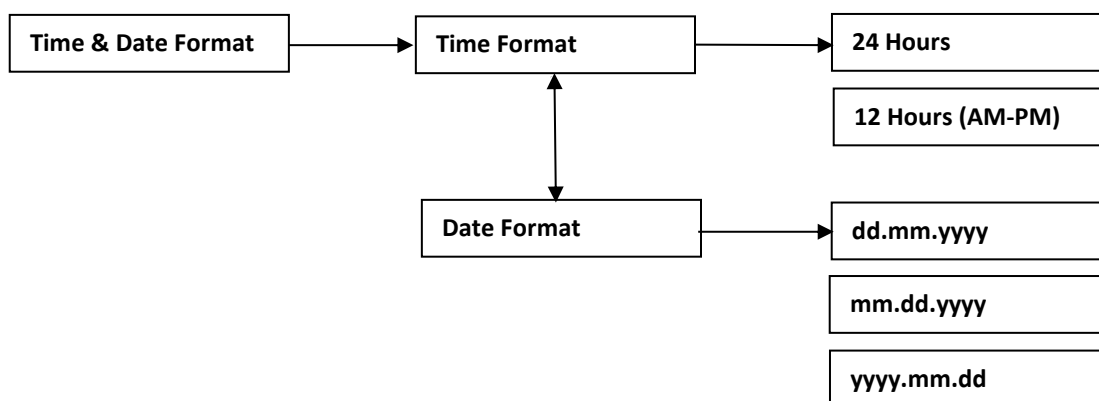 Time & Date Format
Time Format
24 Hours
12 Hours (AM-PM)
Date Format
dd.mm.yyyy
mm.dd.yyyy
yyyy.mm.dd